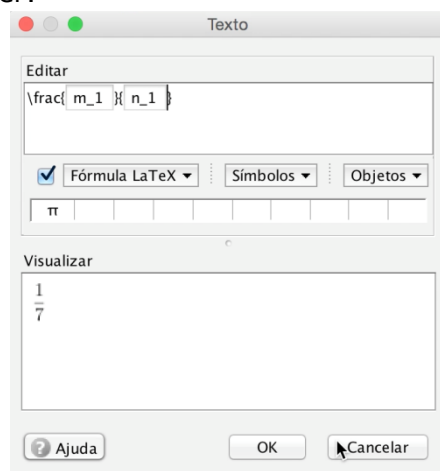 Texto
Editar
\frac{ m_1 }{ n_1 }
Fórmula LaTeX Símbolos Objetos
π
Visualizar
1
7
? Ajuda OK Cancelar